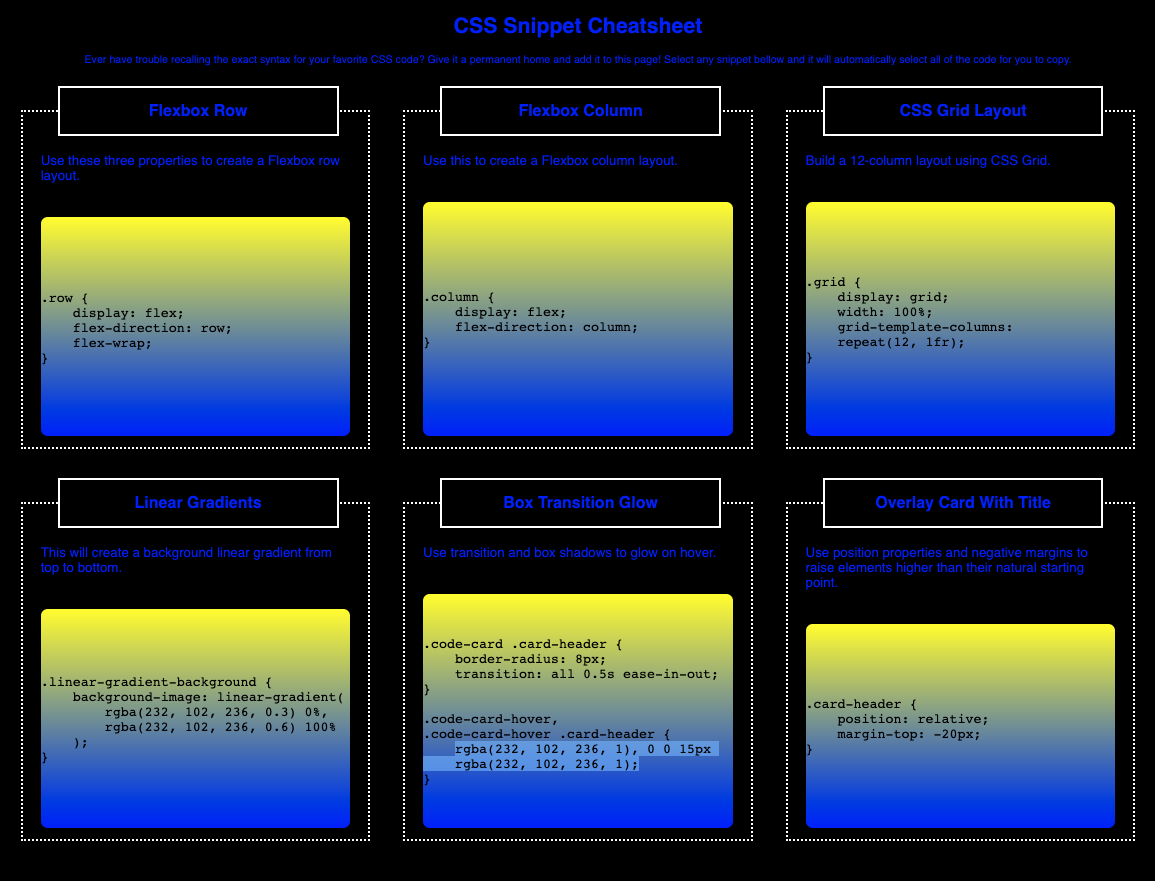 CSS Snippet Cheatsheet
Ever have trouble recalling the exact syntax for your favorite CSS code? Give it a permanent home and add it to this page! Select any snippet bellow and it will automatically select all of the code for you to copy.
Flexbox Row
Use these three properties to create a Flexbox row
layout.
.row {
    display: flex;
    flex-direction: row;
    flex-wrap;
}
Flexbox Column
Use this to create a Flexbox column layout.
.column {
    display: flex;
    flex-direction: column;
}
CSS Grid Layout
Build a 12-column layout using CSS Grid.
.grid {
    display: grid;
    width: 100%;
    grid-template-columns:
    repeat(12, 1fr);
}
Linear Gradients
This will create a background linear gradient from
top to bottom.
.linear-gradient-background {
    background-image: linear-gradient(
        rgba(232, 102, 236, 0.3) 0%,
        rgba(232, 102, 236, 0.6) 100%
    );
}
Box Transition Glow
Use transition and box shadows to glow on hover.
.code-card .card-header {
    border-radius: 8px;
    transition: all 0.5s ease-in-out;
}
.code-card-hover,
.code-card-hover .card-header {
    rgba(232, 102, 236, 1), 0 0 15px
    rgba(232, 102, 236, 1);
}
Overlay Card With Title
Use position properties and negative margins to
raise elements higher than their natural starting
point.
.card-header {
    position: relative;
    margin-top: -20px;
}